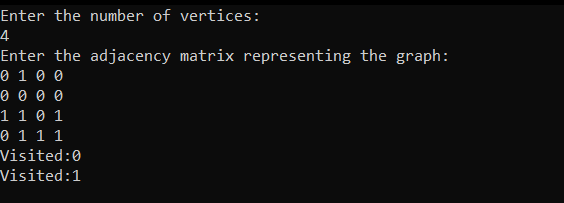 Enter the number of vertices:
4
Enter the adjacency matrix representing the graph:
0 1 0 0
0 0 0 0
1 1 0 1
0 1 1 1
Visited:0
Visited:1